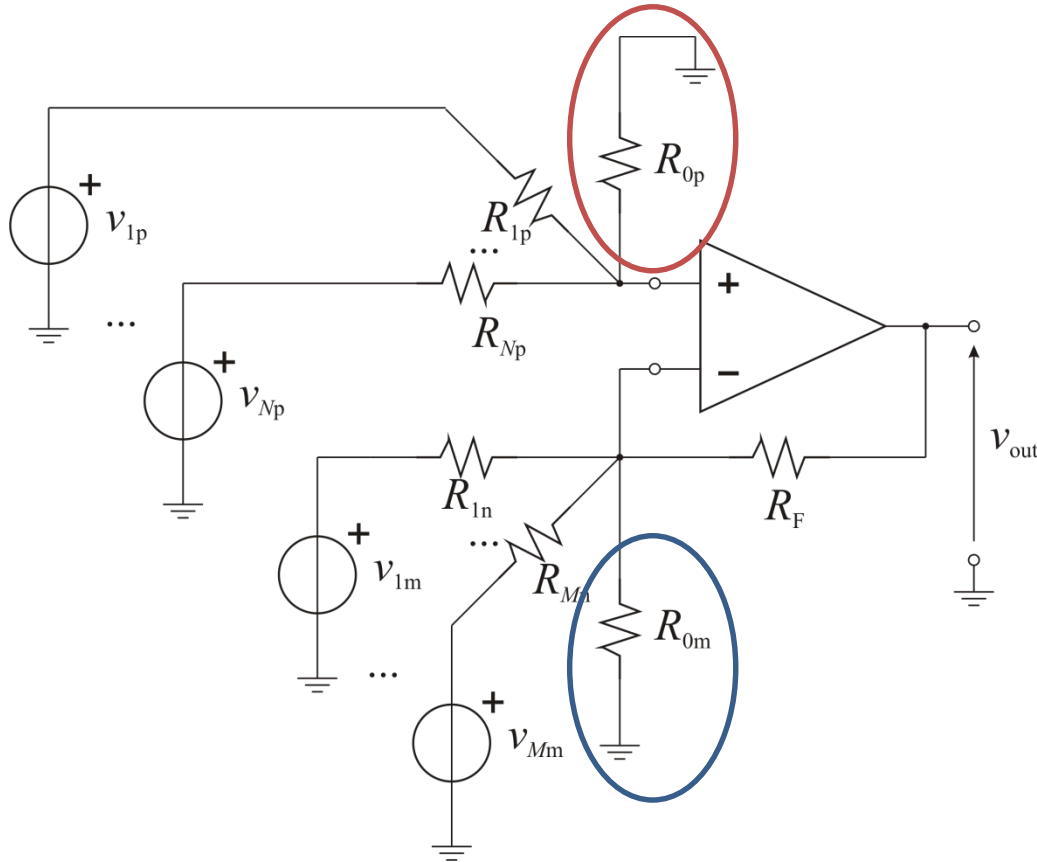 R0p
+
v1p
R1p
...
+
...
RNp
+
vNp
−
vout
R1n
RF
+
v1m
...
RMn
R0m
...
+
vMm